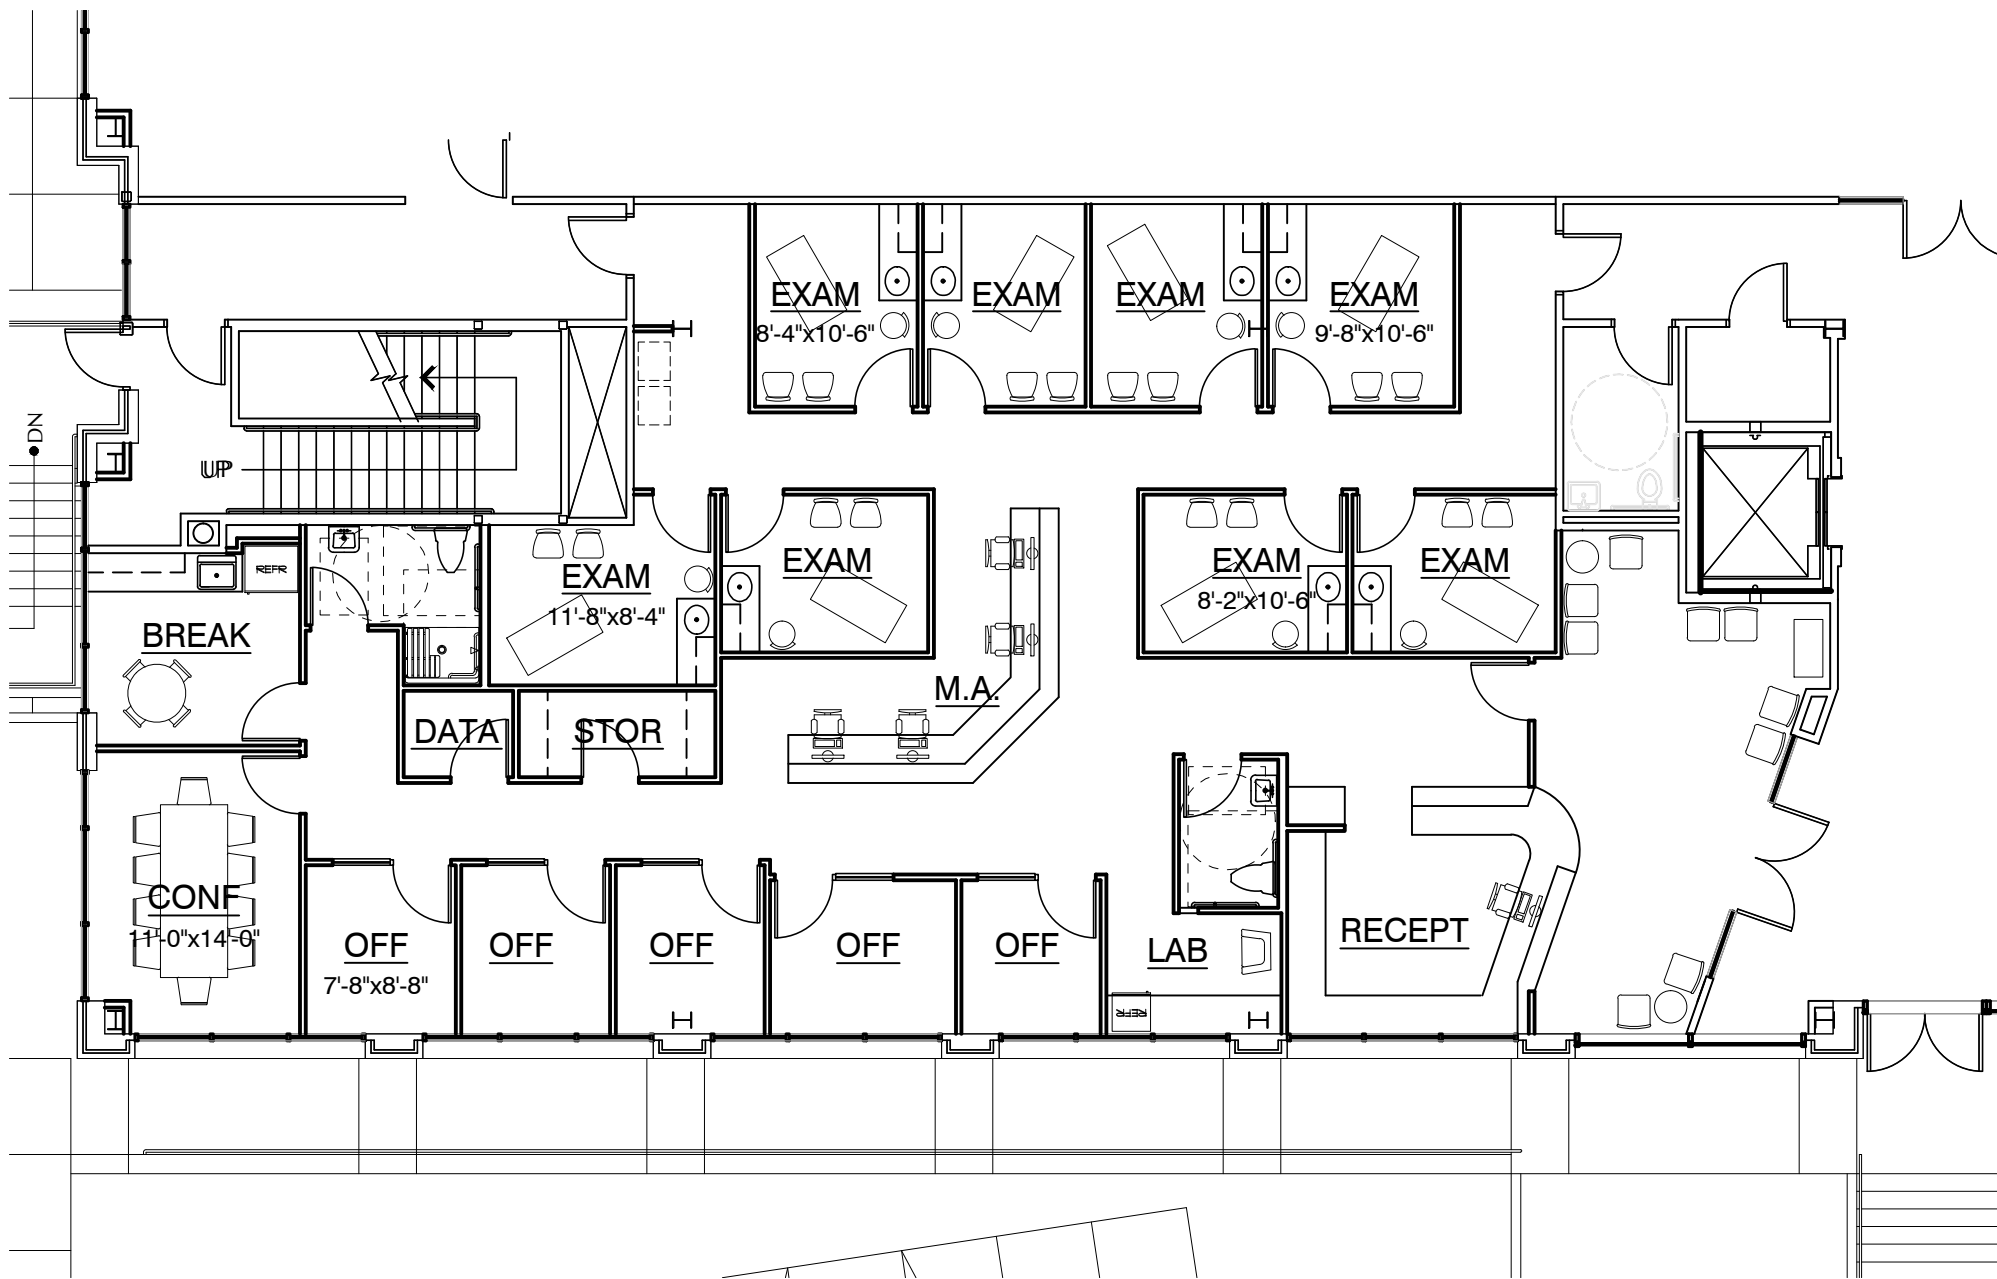 EXAM
8'-4"x10'-6"
EXAM
EXAM
EXAM
9'-8"x10'-6"
DN
UP
REFR
BREAK
EXAM
11'-8"x8'-4"
EXAM
EXAM
8'-2"x10'-6"
EXAM
M.A.
DATA
STOR
CONF
11'-0"x14'-0"
OFF
7'-8"x8'-8"
OFF
OFF
OFF
OFF
LAB
REFR
RECEPT